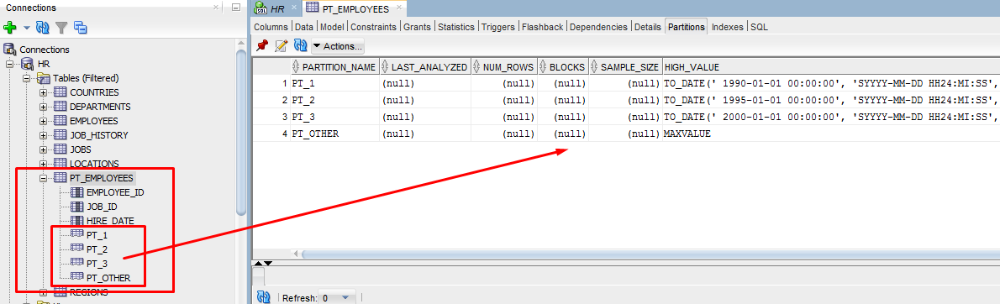 Connections
HR
PT_EMPLOYEES
Columns Data Model Constraints Grants Statistics Triggers Flashback Dependencies Details Partitions Indexes SQL
Actions...
Connections
HR
Tables (Filtered)
COUNTRIES
DEPARTMENTS
EMPLOYEES
JOB_HISTORY
JOBS
LOCATIONS
PT_EMPLOYEES
EMPLOYEE_ID
JOB_ID
HIRE_DATE
PT_1
PT_2
PT_3
PT_OTHER
REGIONS
PARTITION_NAME LAST_ANALYZED NUM_ROWS BLOCKS SAMPLE_SIZE HIGH_VALUE
1 PT_1 (null) (null) (null) (null) TO_DATE(' 1990-01-01 00:00:00', 'SYYYY-MM-DD HH24:MI:SS',
2 PT_2 (null) (null) (null) (null) TO_DATE(' 1995-01-01 00:00:00', 'SYYYY-MM-DD HH24:MI:SS',
3 PT_3 (null) (null) (null) (null) TO_DATE(' 2000-01-01 00:00:00', 'SYYYY-MM-DD HH24:MI:SS',
4 PT_OTHER (null) (null) (null) (null) MAXVALUE
Refresh: 0